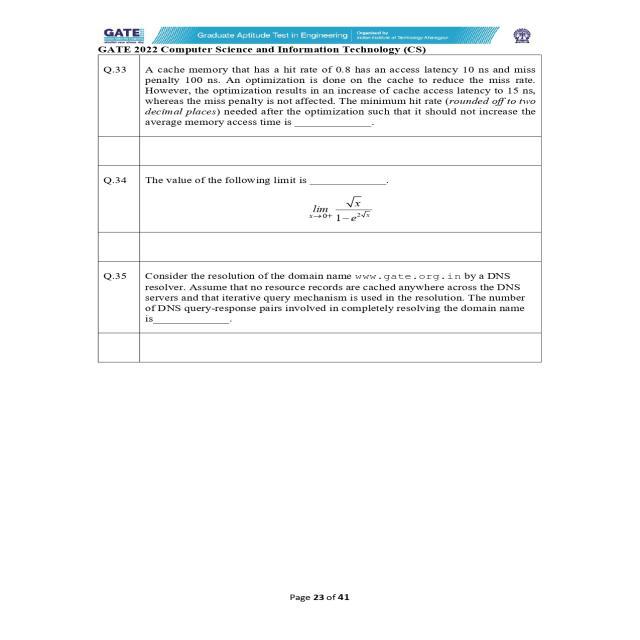 GATE
Graduate Aptitude Test in Engineering
Organised by
Indian Institute of Technology Kharagpur
GATE 2022 Computer Science and Information Technology (CS)
Q.33 A cache memory that has a hit rate of 0.8 has an access latency 10 ns and miss
penalty 100 ns. An optimization is done on the cache to reduce the miss rate.
However, the optimization results in an increase of cache access latency to 15 ns,
whereas the miss penalty is not affected. The minimum hit rate (rounded off to two
decimal places) needed after the optimization such that it should not increase the
average memory access time is _______________.
Q.34 The value of the following limit is _______________.
lim x→0+ √x / (1−e^{2√x})
Q.35 Consider the resolution of the domain name www.gate.org.in by a DNS
resolver. Assume that no resource records are cached anywhere across the DNS
servers and that iterative query mechanism is used in the resolution. The number
of DNS query-response pairs involved in completely resolving the domain name
is_______________.
Page 23 of 41